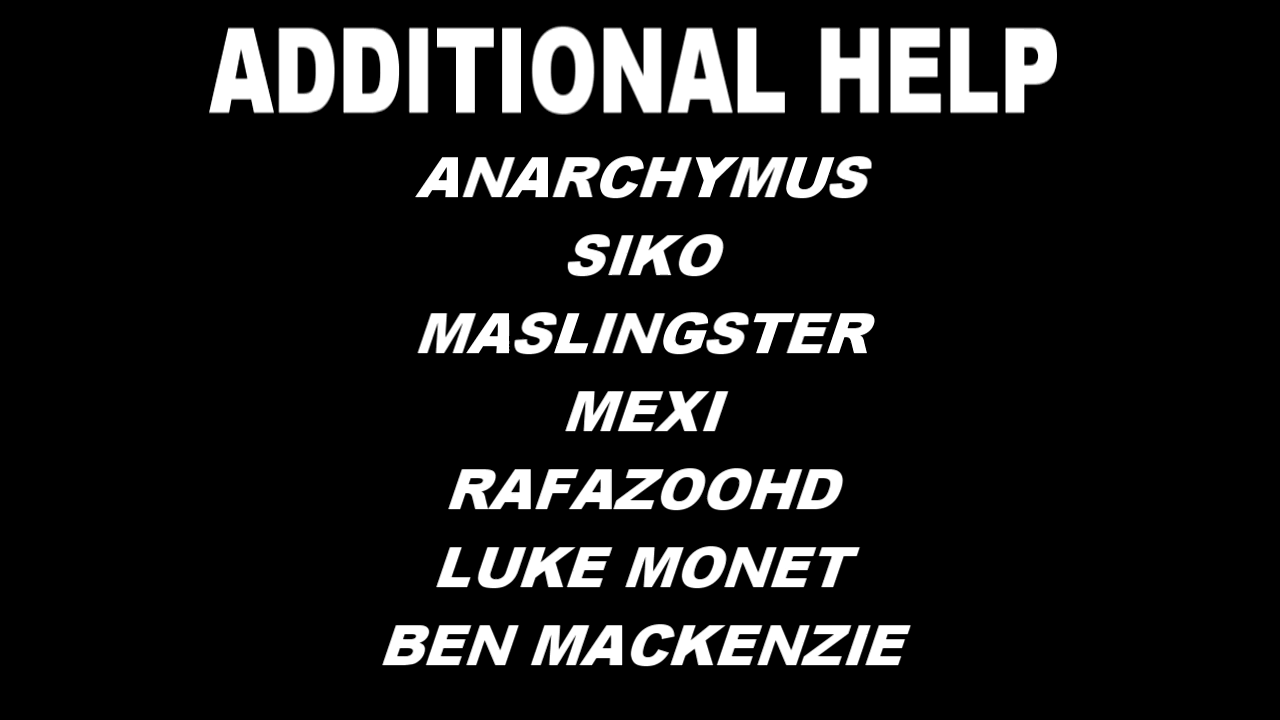 ADDITIONAL HELP
ANARCHYMUS
SIKO
MASLINGSTER
MEXI
RAFAZOOHD
LUKE MONET
BEN MACKENZIE